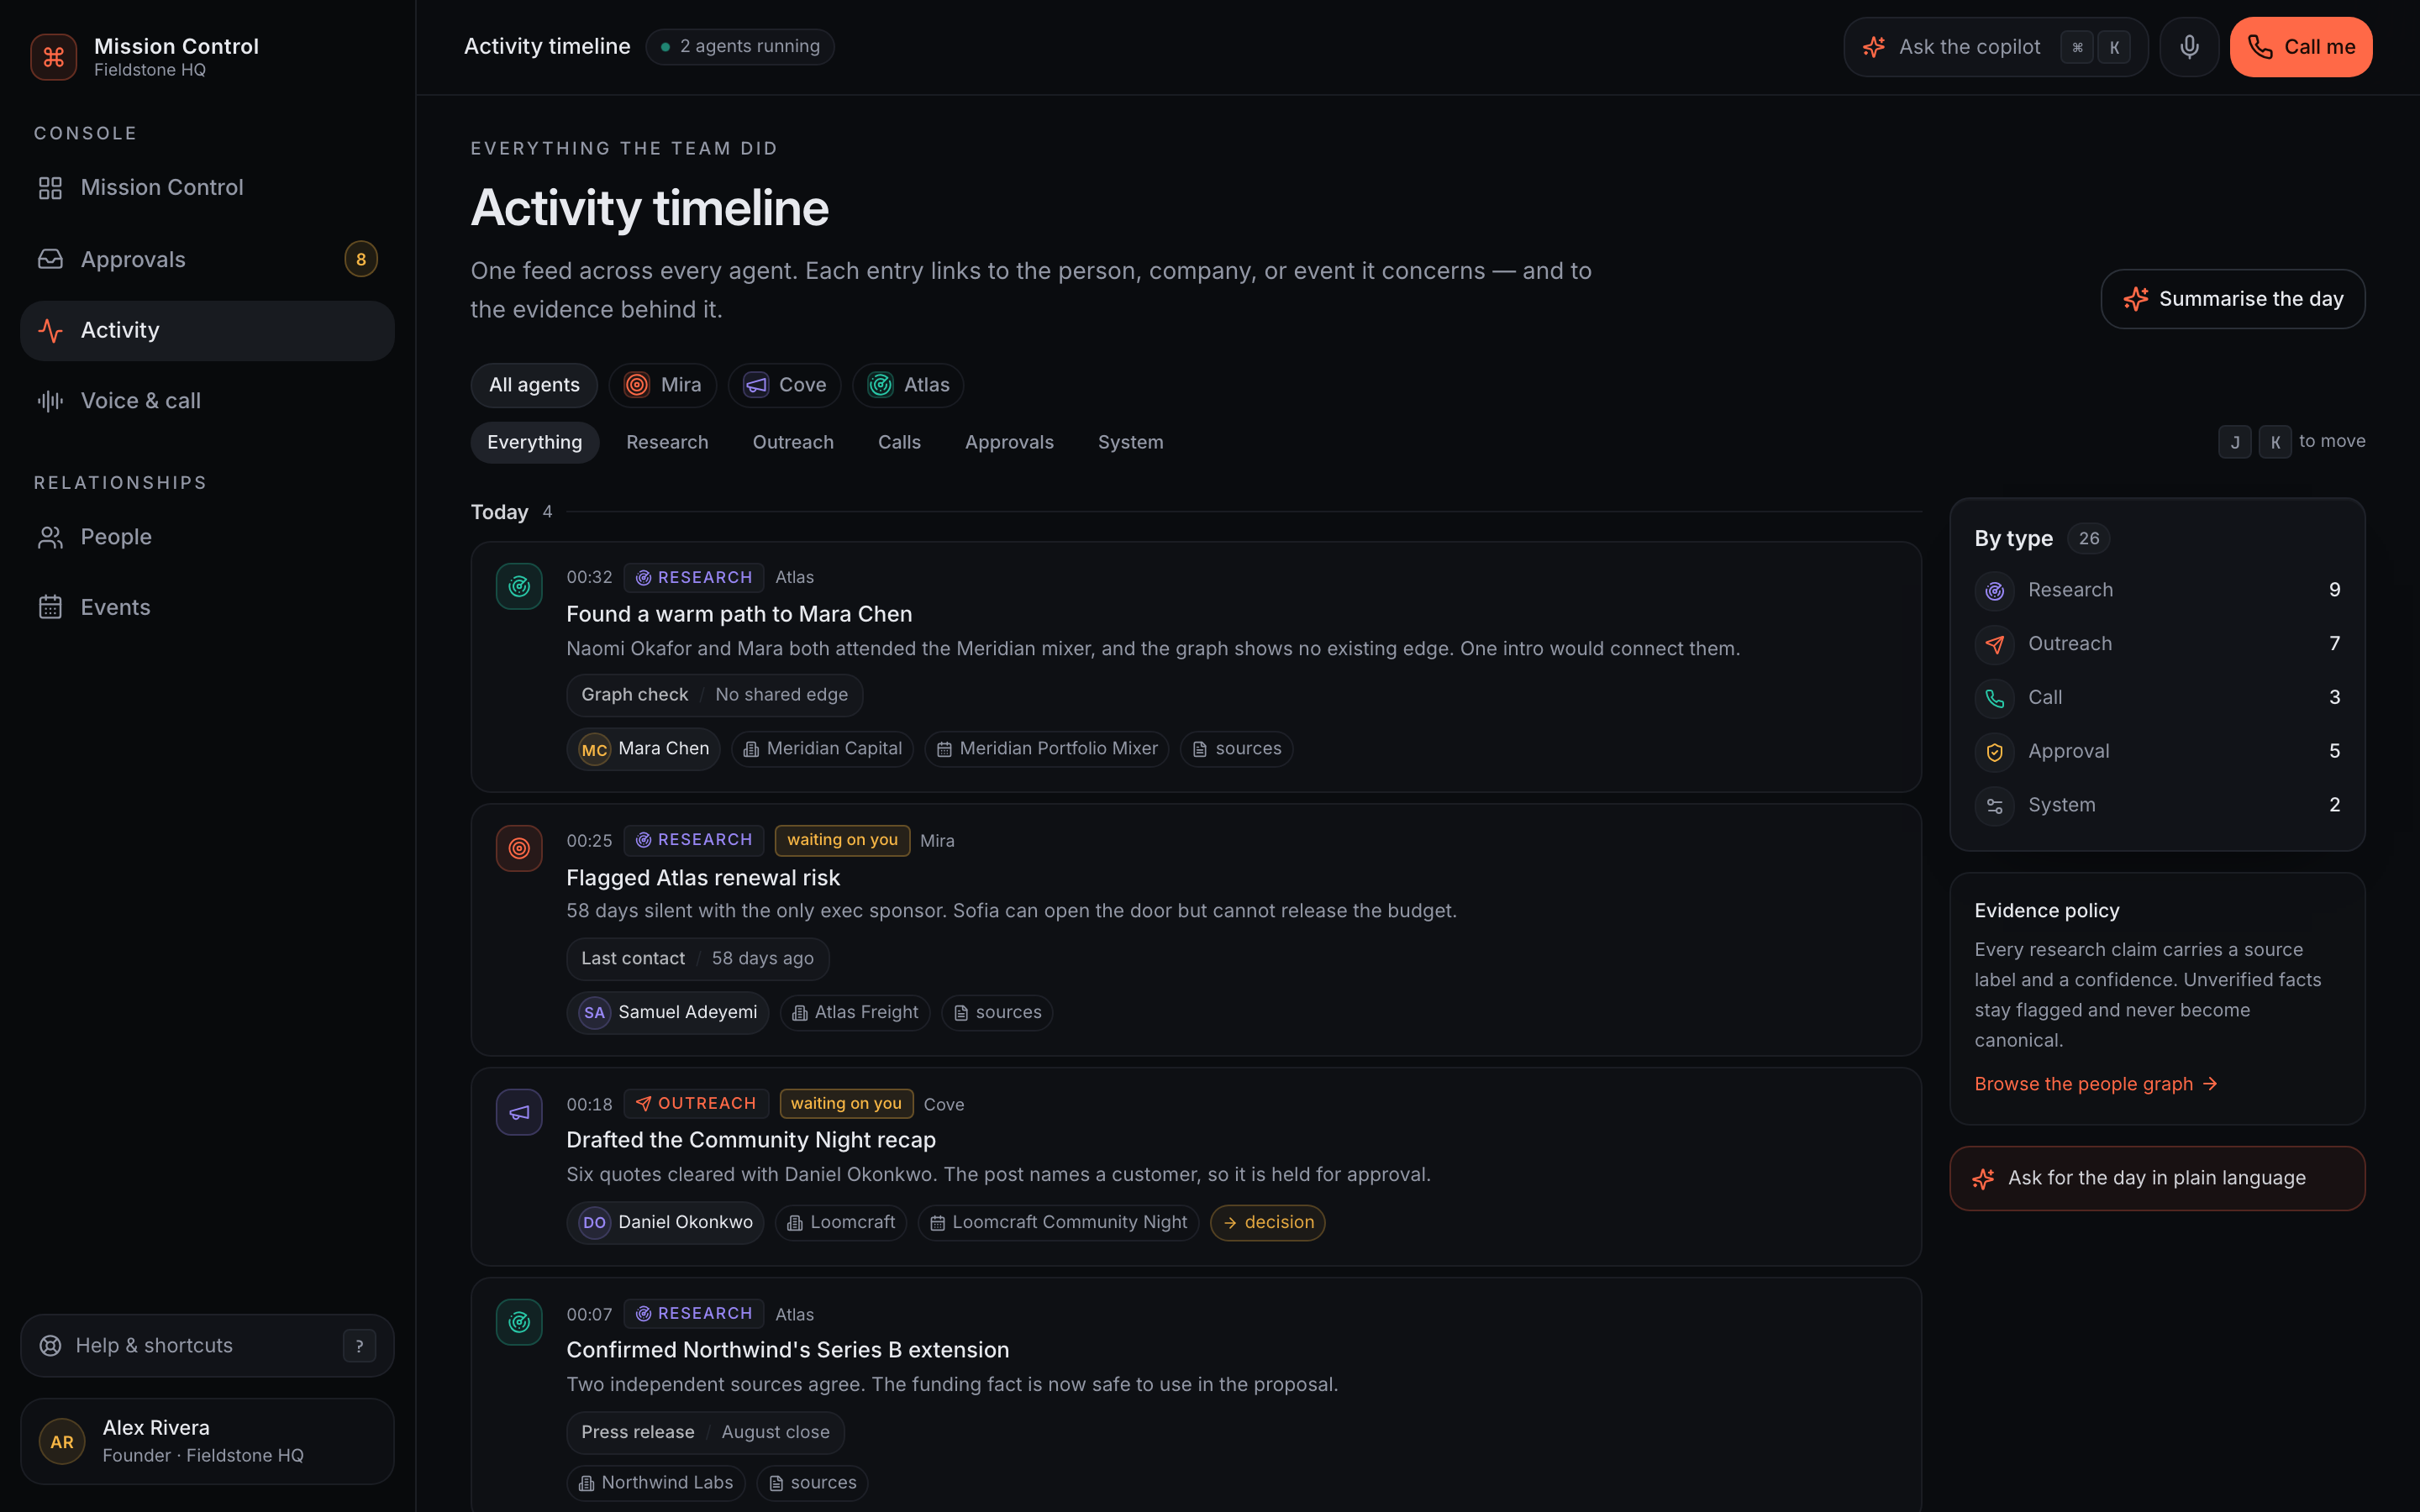 Mission Control
Fieldstone HQ
CONSOLE
Mission Control
Approvals 8
Activity
Voice & call
RELATIONSHIPS
People
Events
Help & shortcuts ?
AR
Alex Rivera
Founder · Fieldstone HQ
Activity timeline 2 agents running
Ask the copilot ⌘ K
Call me
EVERYTHING THE TEAM DID
Activity timeline
One feed across every agent. Each entry links to the person, company, or event it concerns — and to
the evidence behind it.
Summarise the day
All agents Mira Cove Atlas
Everything Research Outreach Calls Approvals System
J K to move
Today 4
00:32 RESEARCH Atlas
Found a warm path to Mara Chen
Naomi Okafor and Mara both attended the Meridian mixer, and the graph shows no existing edge. One intro would connect them.
Graph check / No shared edge
MC Mara Chen Meridian Capital Meridian Portfolio Mixer sources
00:25 RESEARCH waiting on you Mira
Flagged Atlas renewal risk
58 days silent with the only exec sponsor. Sofia can open the door but cannot release the budget.
Last contact / 58 days ago
SA Samuel Adeyemi Atlas Freight sources
00:18 OUTREACH waiting on you Cove
Drafted the Community Night recap
Six quotes cleared with Daniel Okonkwo. The post names a customer, so it is held for approval.
DO Daniel Okonkwo Loomcraft Loomcraft Community Night → decision
00:07 RESEARCH Atlas
Confirmed Northwind's Series B extension
Two independent sources agree. The funding fact is now safe to use in the proposal.
Press release / August close
Northwind Labs sources
By type 26
Research 9
Outreach 7
Call 3
Approval 5
System 2
Evidence policy
Every research claim carries a source
label and a confidence. Unverified facts
stay flagged and never become
canonical.
Browse the people graph →
Ask for the day in plain language